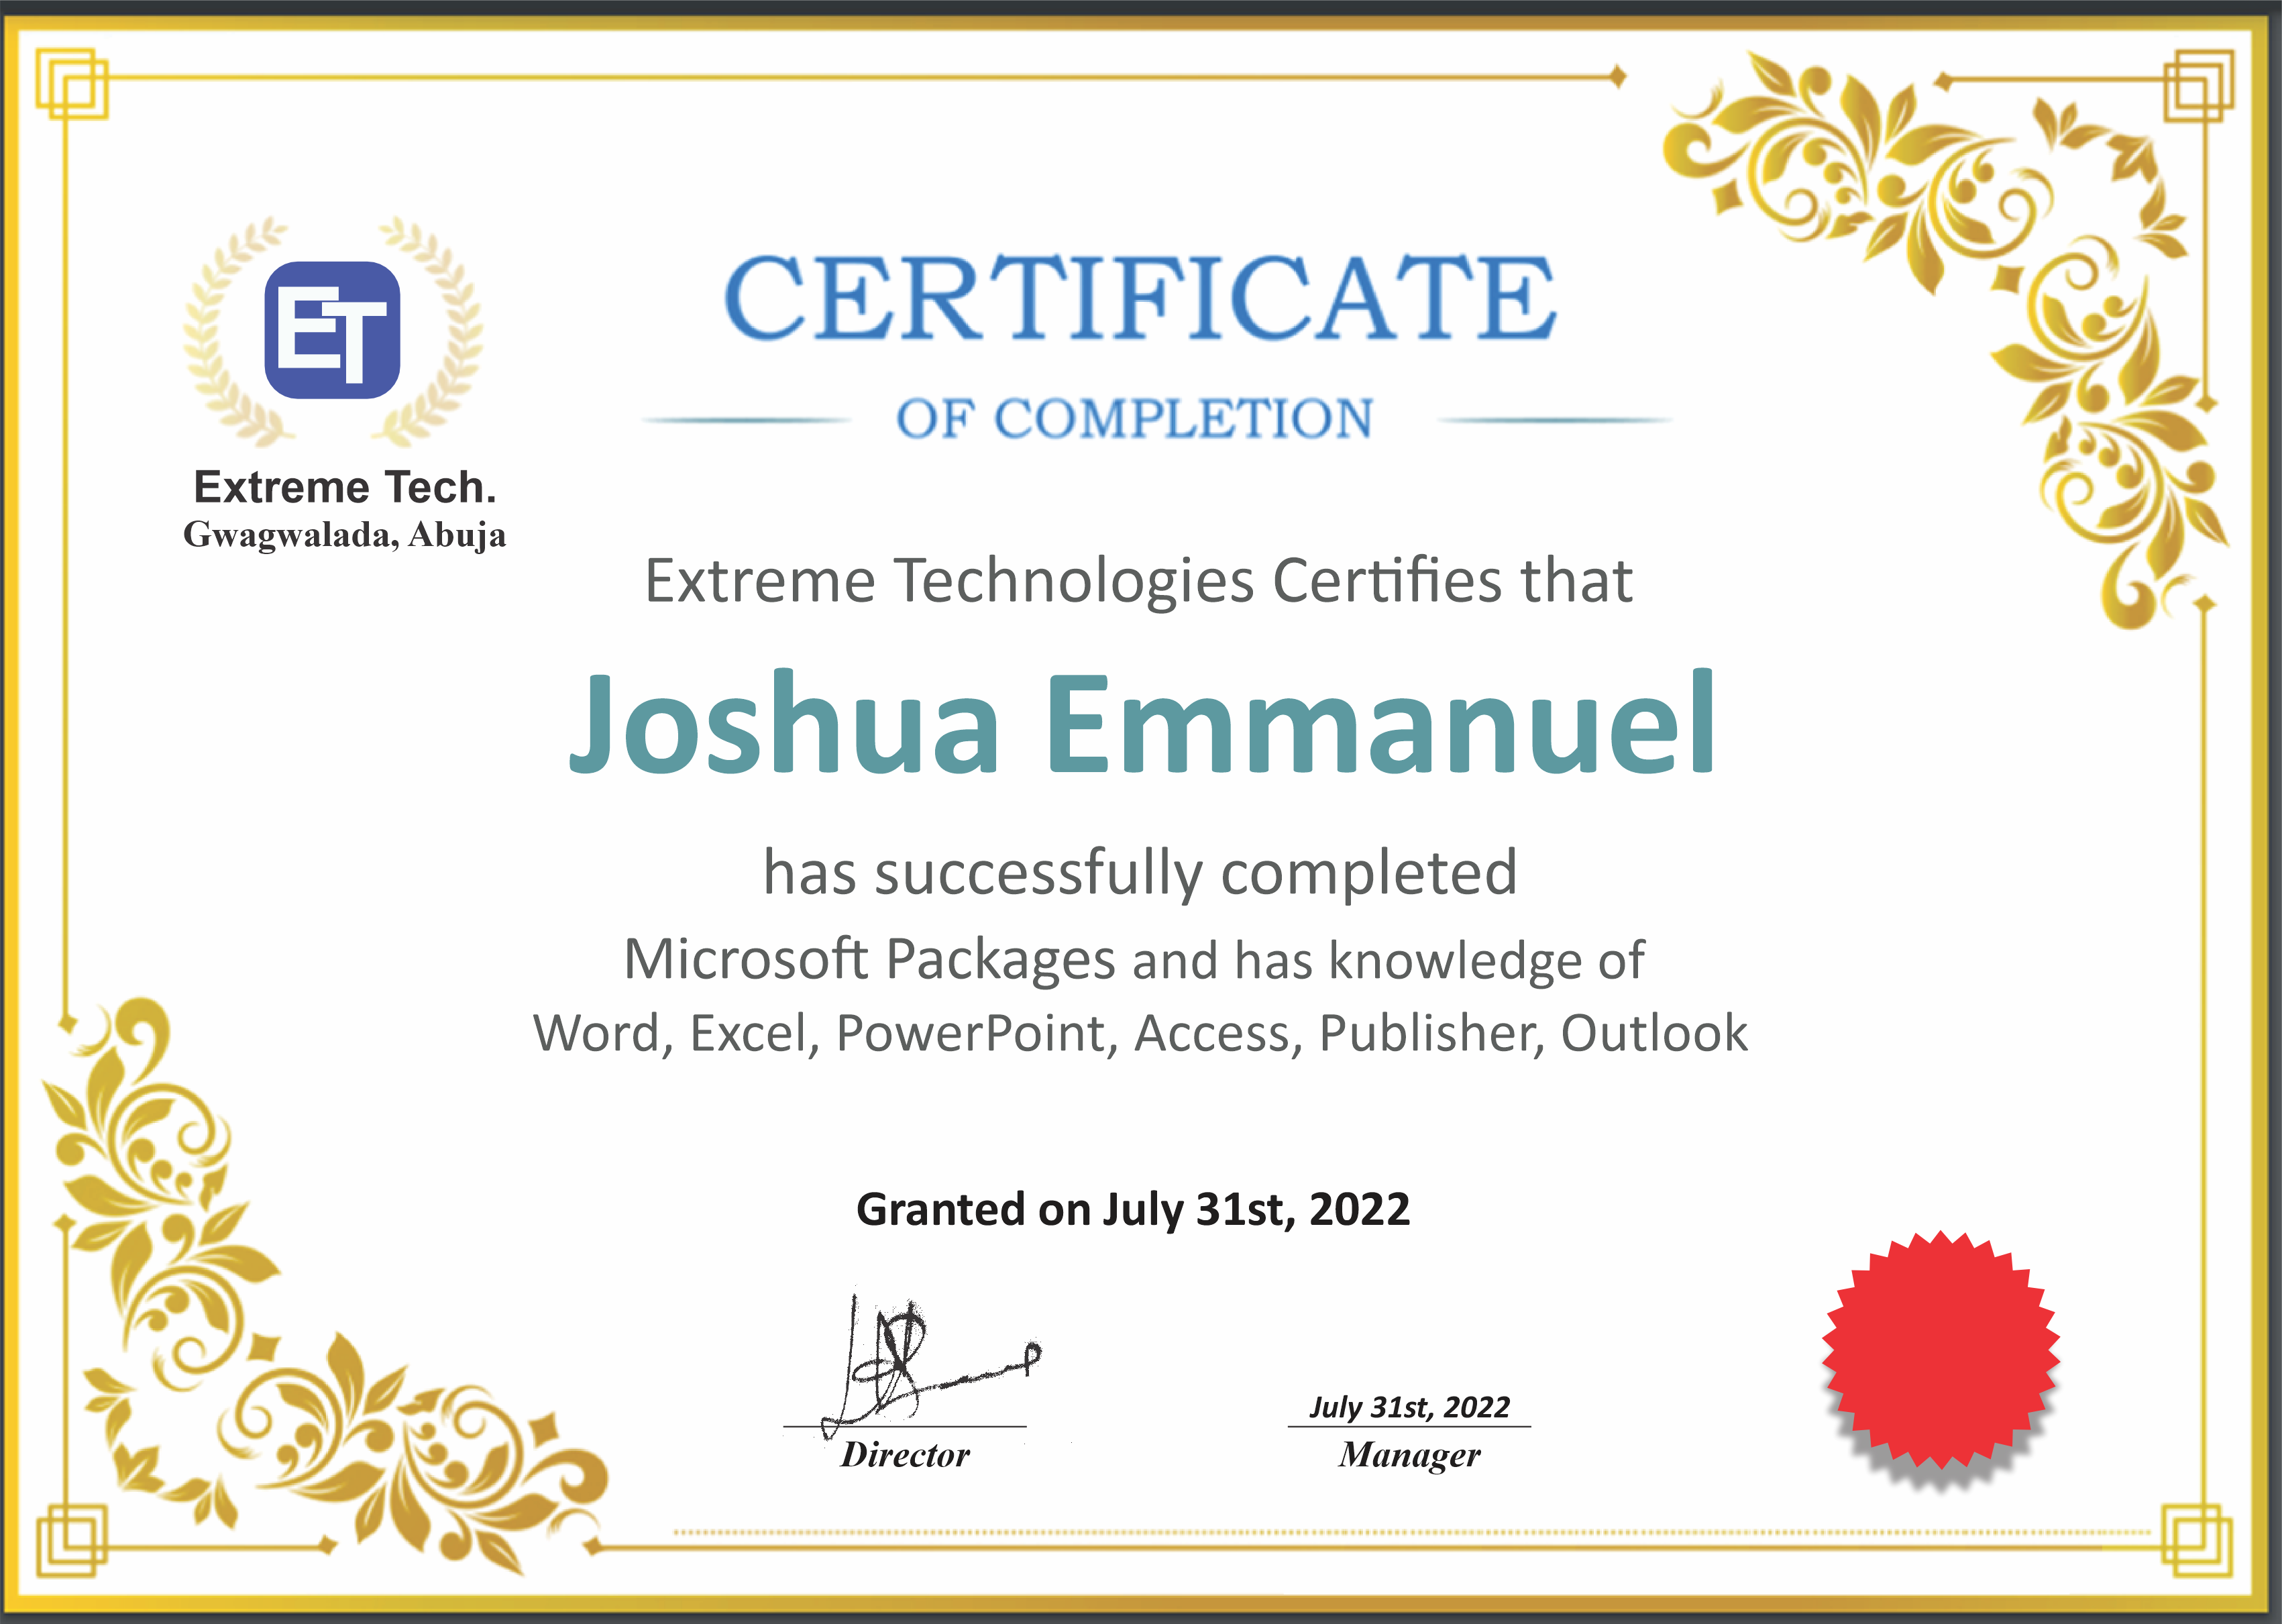 ET
Extreme Tech.
Gwagwalada, Abuja
CERTIFICATE
OF COMPLETION
Extreme Technologies Certifies that
Joshua Emmanuel
has successfully completed
Microsoft Packages and has knowledge of
Word, Excel, PowerPoint, Access, Publisher, Outlook
Granted on July 31st, 2022
July 31st, 2022
Director
Manager